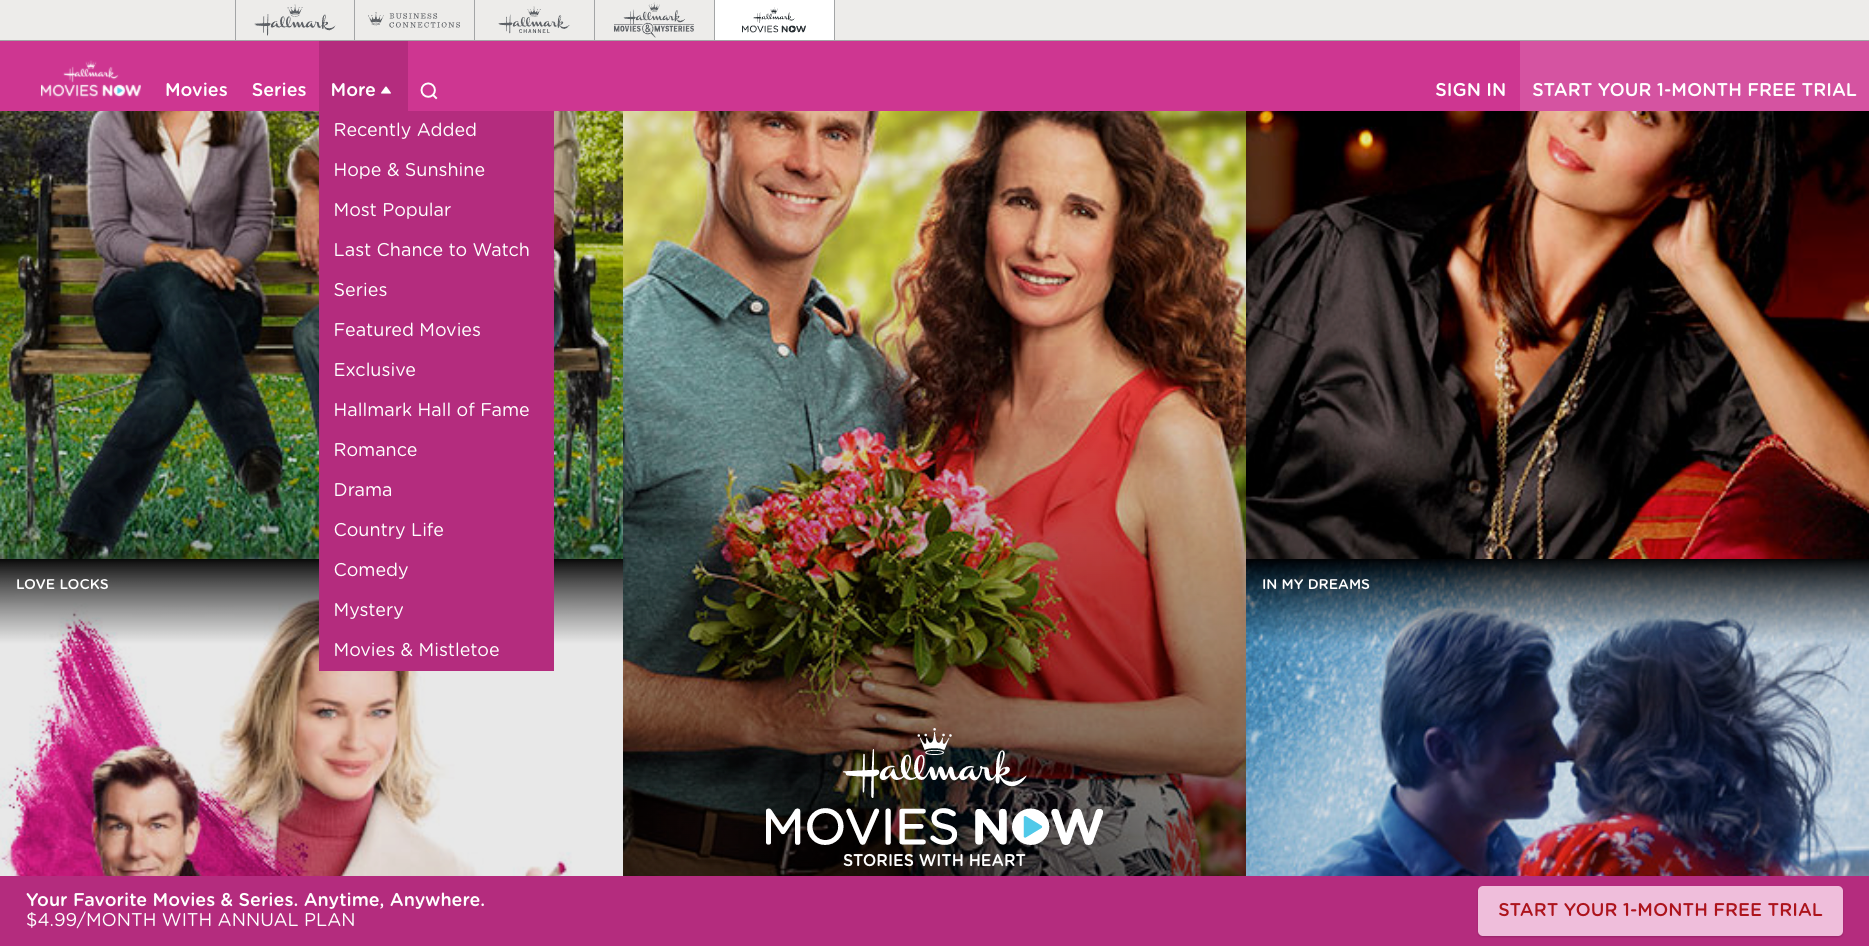 Hallmark
BUSINESS
CONNECTIONS
Hallmark
CHANNEL
Hallmark
MOVIES & MYSTERIES
Hallmark
MOVIES NOW
Hallmark
MOVIES NOW
Movies
Series
More
SIGN IN
START YOUR 1-MONTH FREE TRIAL
Recently Added
Hope & Sunshine
Most Popular
Last Chance to Watch
Series
Featured Movies
Exclusive
Hallmark Hall of Fame
Romance
Drama
Country Life
Comedy
Mystery
Movies & Mistletoe
LOVE LOCKS
IN MY DREAMS
Hallmark
MOVIES NOW
STORIES WITH HEART
Your Favorite Movies & Series. Anytime, Anywhere.
$4.99/MONTH WITH ANNUAL PLAN
START YOUR 1-MONTH FREE TRIAL